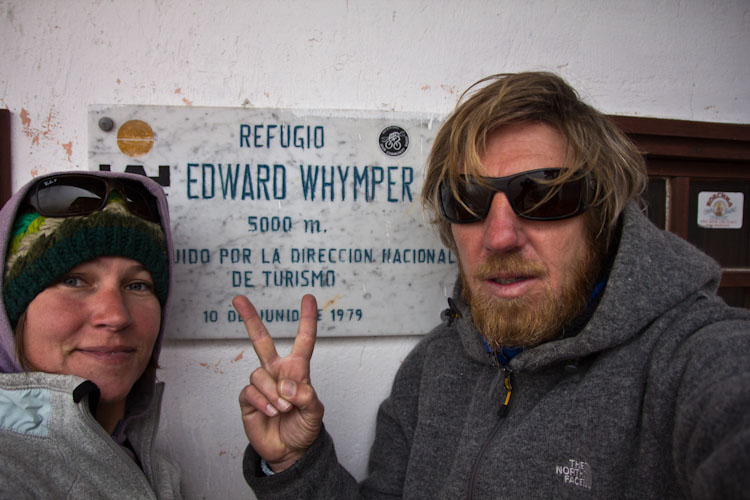 REFUGIO
EDWARD WHYMPER
5000 m.
UIDO POR LA DIRECCION NACIONAL
DE TURISMO
10 DE JUNIO DE 1979
THE
NORTH
FACE